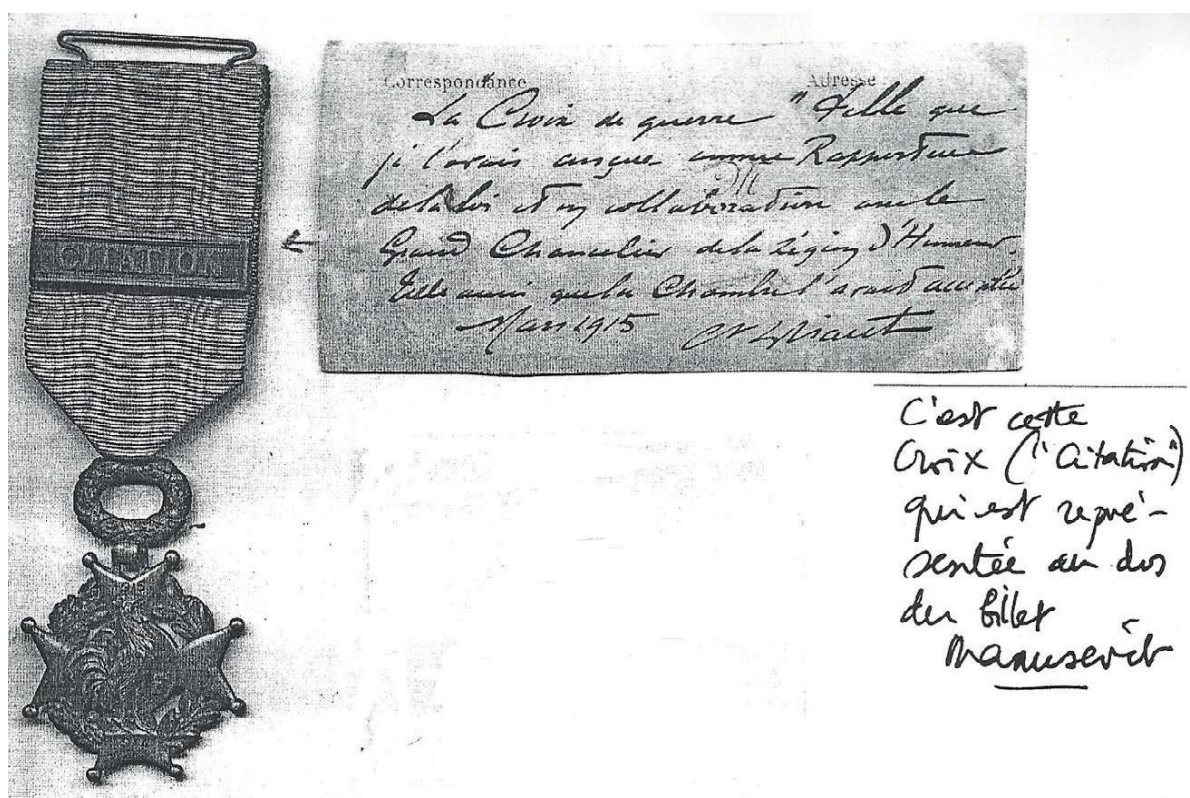 CITATION
Correspondance Adresse
La Croix de guerre " Telle que
je l'avais conçue comme Rapporteur
de la loi et en collaboration avec le
Grand Chancelier de la Légion d'Honneur.
Telle aussi que la Chambre l'avait
Mars 1915 Driant
C'est cette
Croix ("Citation")
qui est repré-
sentée au dos
du billet
Manuscrit